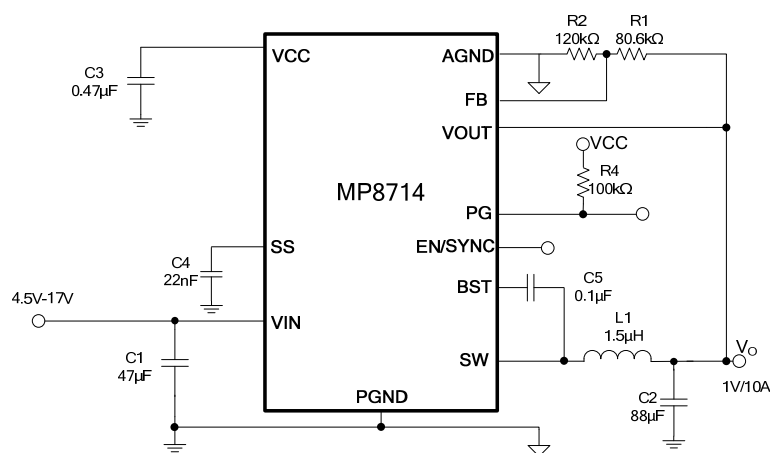 R2 R1
120kΩ 80.6kΩ
VCC AGND
C3
0.47µF
FB
VOUT
VCC
MP8714
R4
100kΩ
PG
SS EN/SYNC
C4
22nF
BST C5
0.1µF
4.5V-17V
VIN
L1
1.5µH
C1
47µF
SW
VO
1V/10A
PGND
C2
88µF